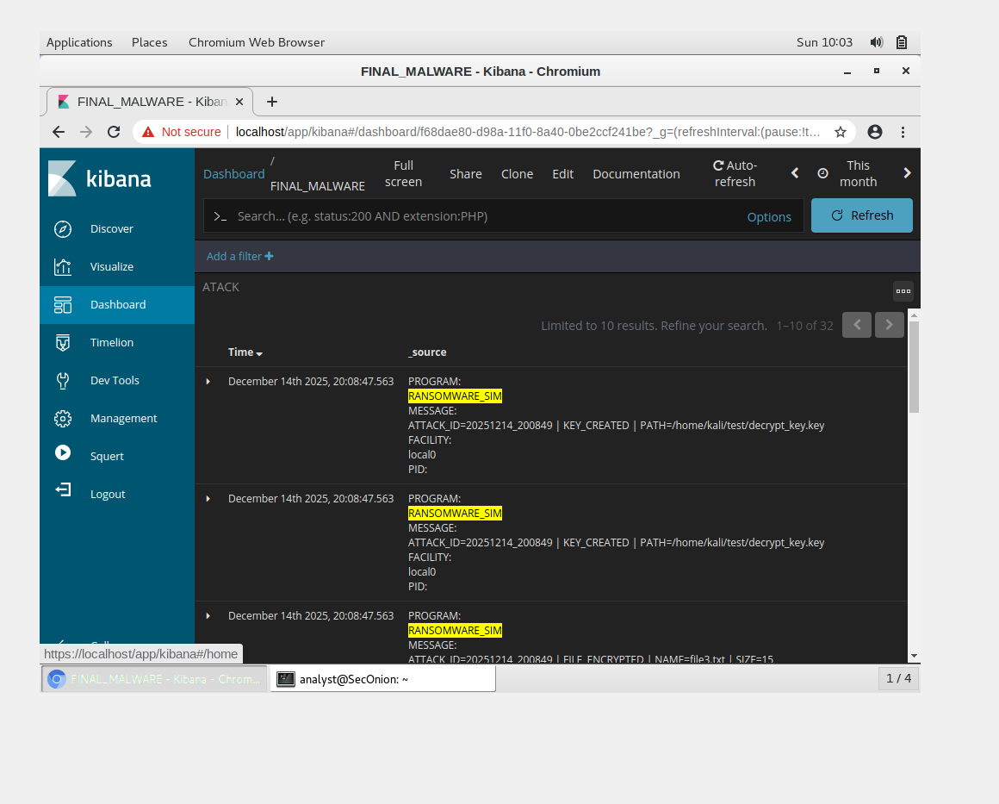 Applications Places Chromium Web Browser Sun 10:03
FINAL_MALWARE - Kibana - Chromium
FINAL_MALWARE - Kiban
Not secure localhost/app/kibana#/dashboard/f68dae80-d98a-11f0-8a40-0be2ccf241be?_g=(refreshInterval:(pause:!t...
kibana
Discover
Visualize
Dashboard
Timelion
Dev Tools
Management
Squert
Logout
https://localhost/app/kibana#/home
Dashboard / FINAL_MALWARE
Full screen
Share
Clone
Edit
Documentation
Auto-refresh
This month
>_ Search... (e.g. status:200 AND extension:PHP) Options
Refresh
Add a filter +
ATACK
Limited to 10 results. Refine your search. 1–10 of 32
Time _source
December 14th 2025, 20:08:47.563 PROGRAM:
RANSOMWARE_SIM
MESSAGE:
ATTACK_ID=20251214_200849 | KEY_CREATED | PATH=/home/kali/test/decrypt_key.key
FACILITY:
local0
PID:
December 14th 2025, 20:08:47.563 PROGRAM:
RANSOMWARE_SIM
MESSAGE:
ATTACK_ID=20251214_200849 | KEY_CREATED | PATH=/home/kali/test/decrypt_key.key
FACILITY:
local0
PID:
December 14th 2025, 20:08:47.563 PROGRAM:
RANSOMWARE_SIM
MESSAGE:
ATTACK_ID=20251214_200849 | FILE_ENCRYPTED | NAME=file3.txt | SIZE=15
FINAL_MALWARE - Kibana - Chrom...
analyst@SecOnion: ~
1 / 4